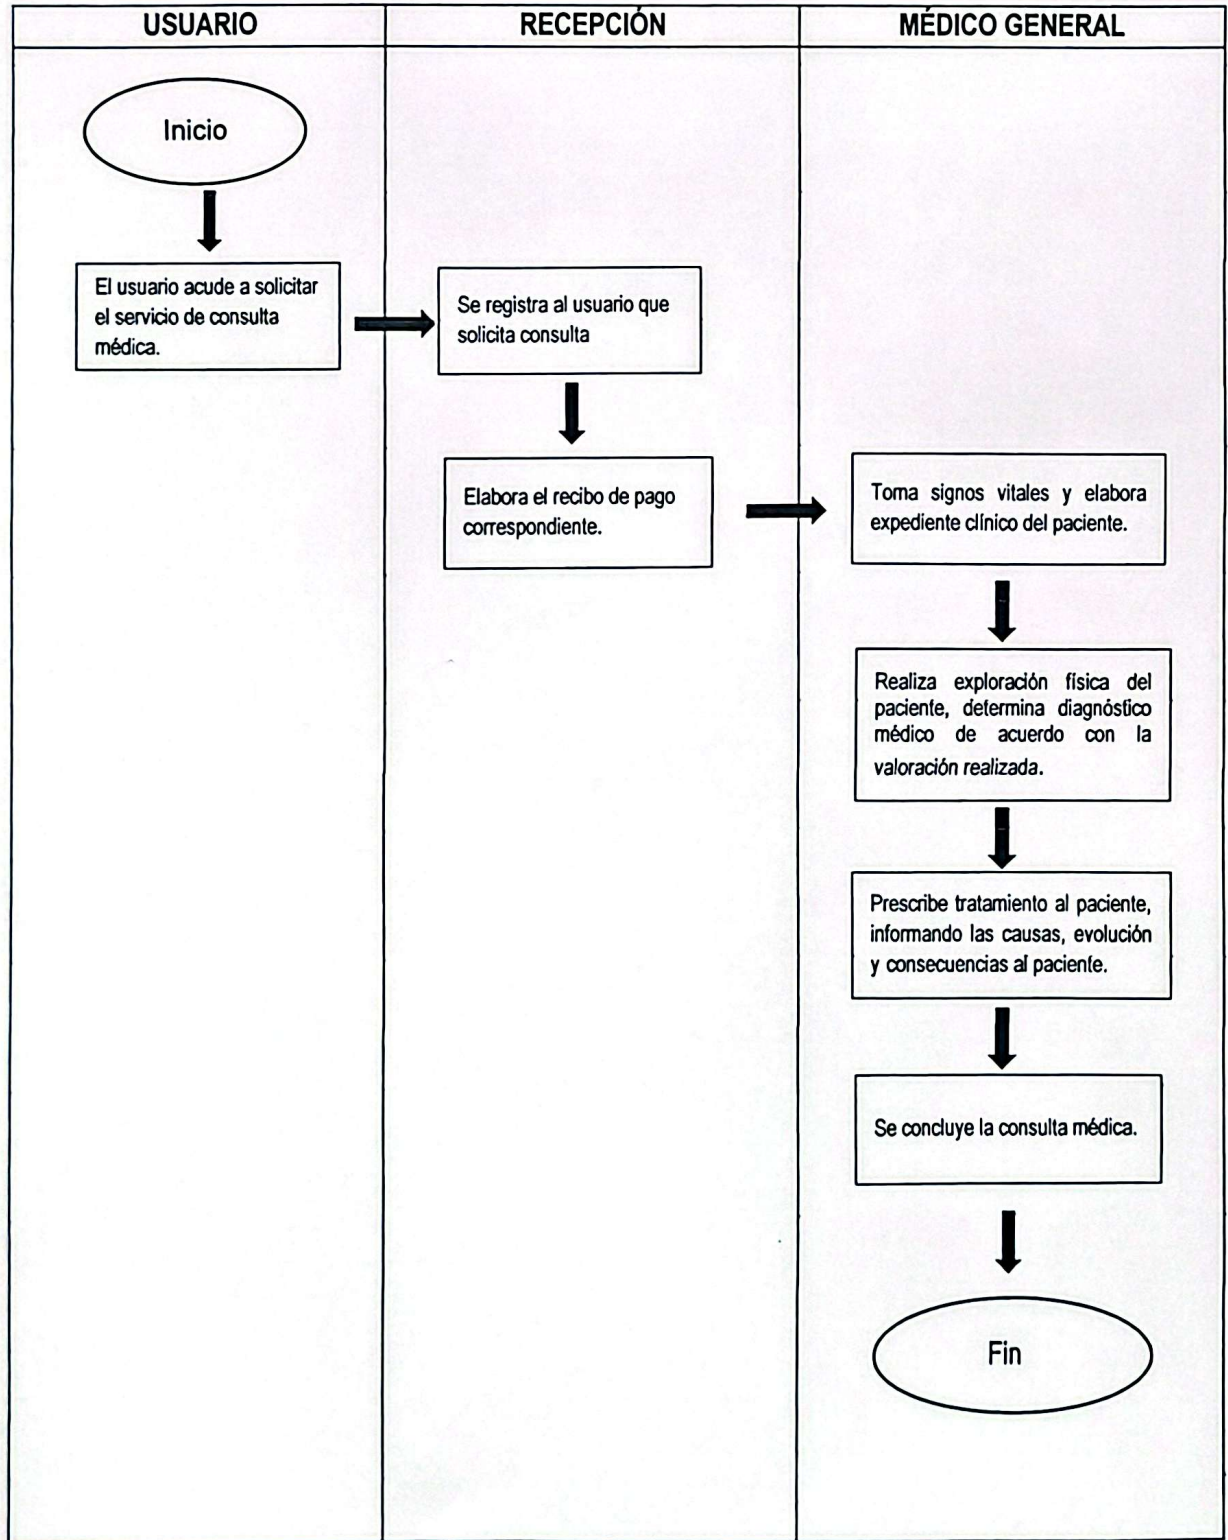 USUARIO
RECEPCIÓN
MÉDICO GENERAL
Inicio
El usuario acude a solicitar
el servicio de consulta
médica.
Se registra al usuario que
solicita consulta
Elabora el recibo de pago
correspondiente.
Toma signos vitales y elabora
expediente clínico del paciente.
Realiza exploración física del
paciente, determina diagnóstico
médico de acuerdo con la
valoración realizada.
Prescribe tratamiento al paciente,
informando las causas, evolución
y consecuencias al paciente.
Se concluye la consulta médica.
Fin